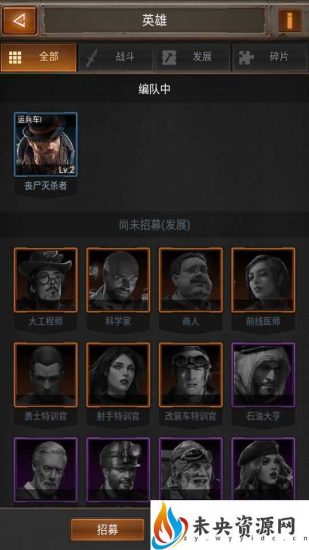 英雄
全部
战斗
发展
碎片
编队中
运兵车I
Lv.2
丧尸灭杀者
尚未招募(发展)
大工程师
科学家
商人
前线医师
勇士特训官
射手特训官
改装车特训官
石油大亨
招募
未央资源网
zy.wyyidc.cn